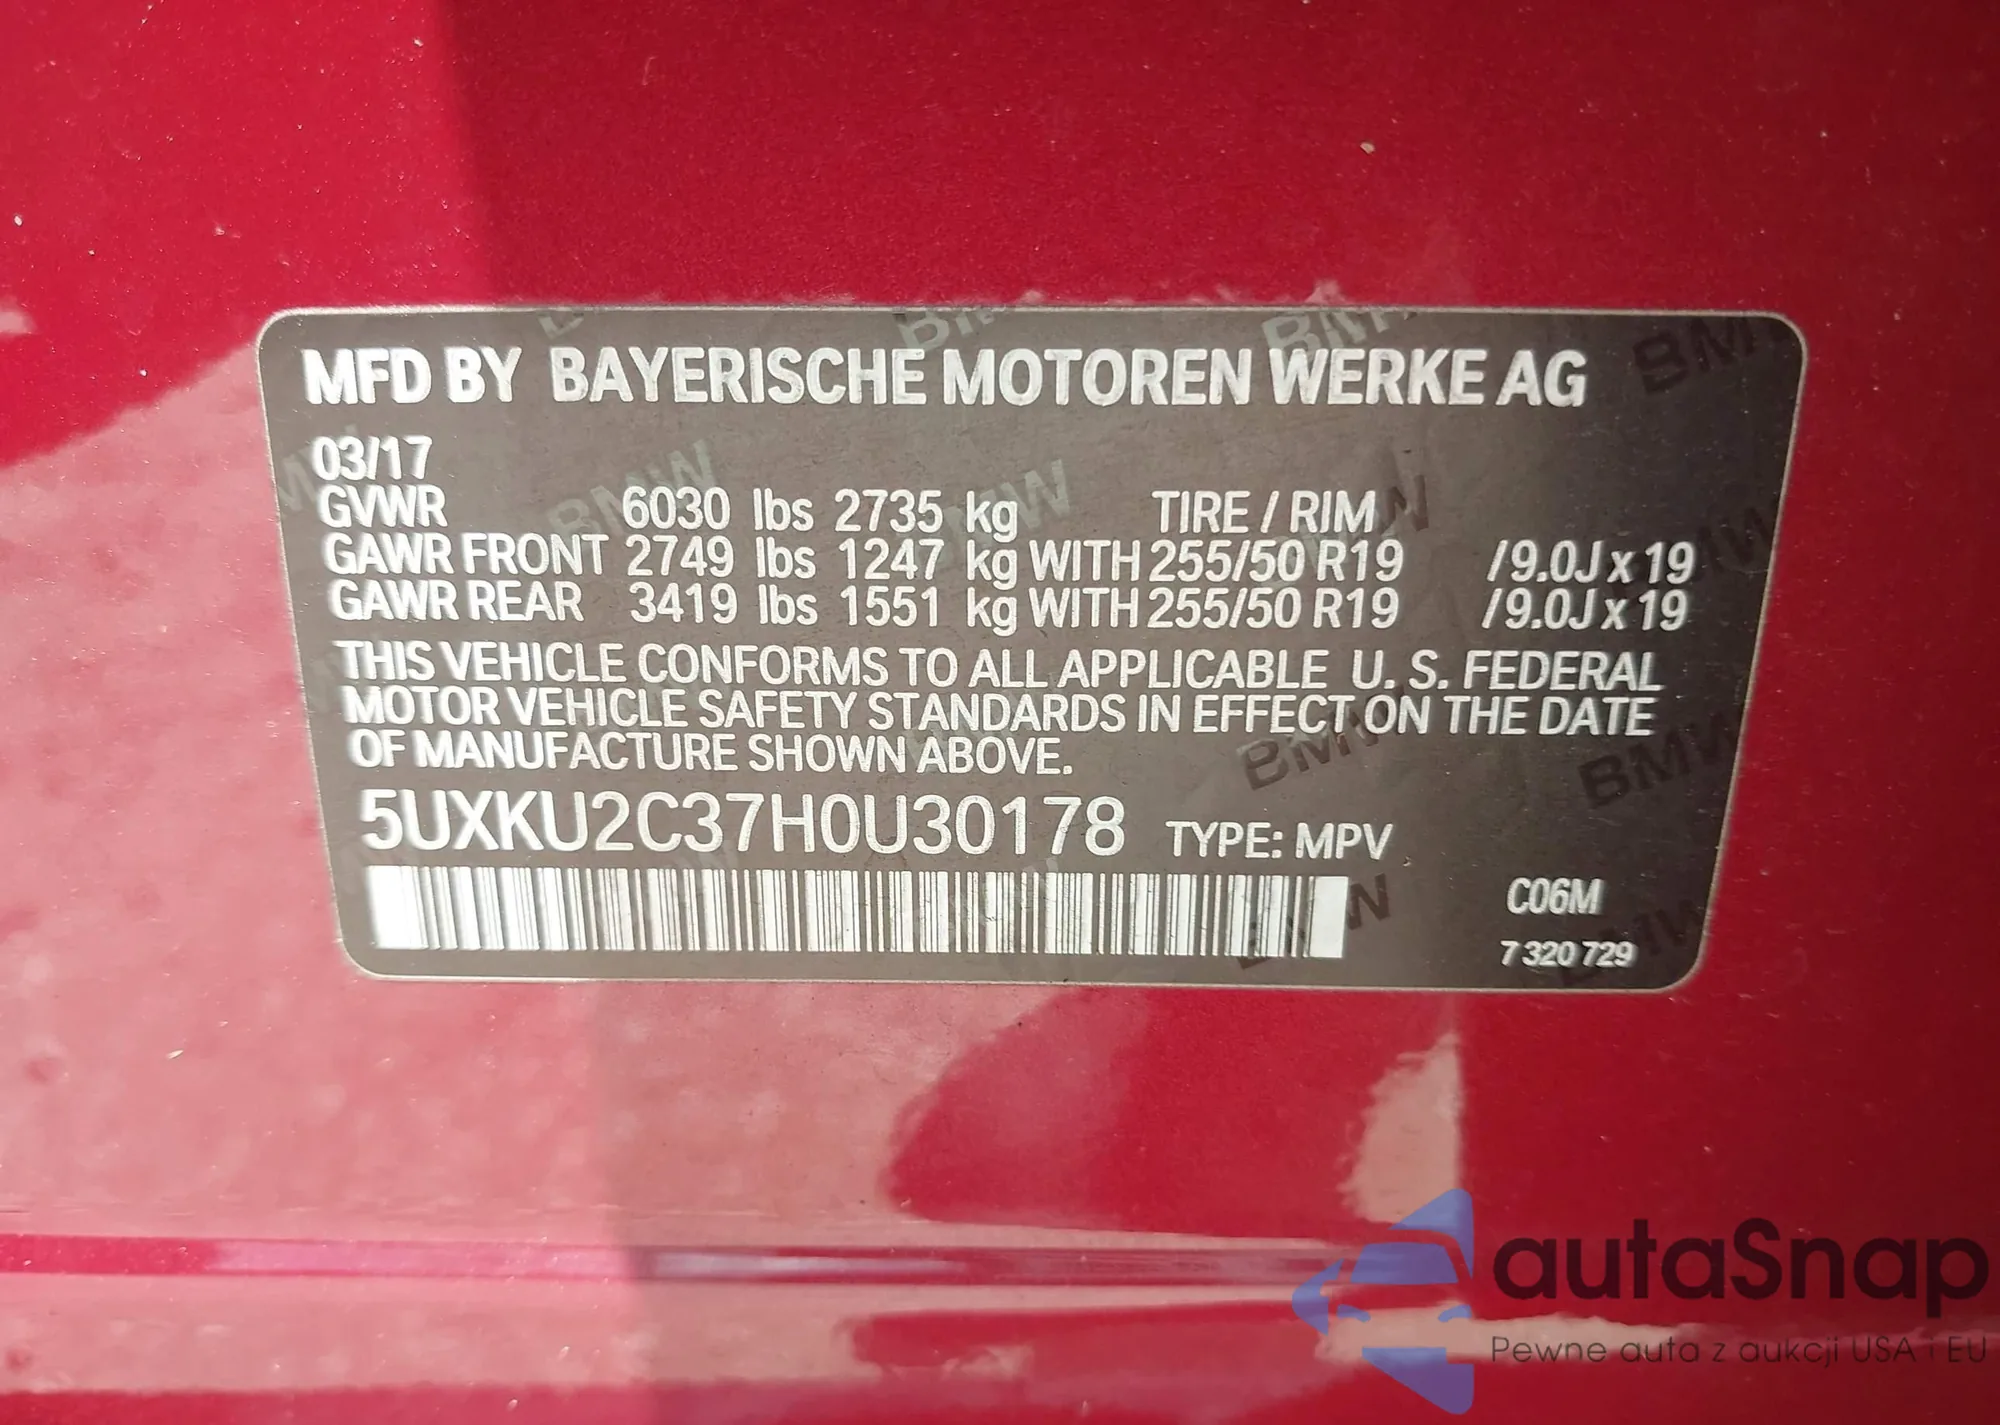 MFD BY BAYERISCHE MOTOREN WERKE AG
03/17
GVWR 6030 lbs 2735 kg TIRE / RIM
GAWR FRONT 2749 lbs 1247 kg WITH 255/50 R19 /9.0J x 19
GAWR REAR 3419 lbs 1551 kg WITH 255/50 R19 /9.0J x 19
THIS VEHICLE CONFORMS TO ALL APPLICABLE U. S. FEDERAL
MOTOR VEHICLE SAFETY STANDARDS IN EFFECT ON THE DATE
OF MANUFACTURE SHOWN ABOVE.
5UXKU2C37H0U30178 TYPE: MPV
C06M
7 320 729
autaSnap
Pewne auta z aukcji USA i EU